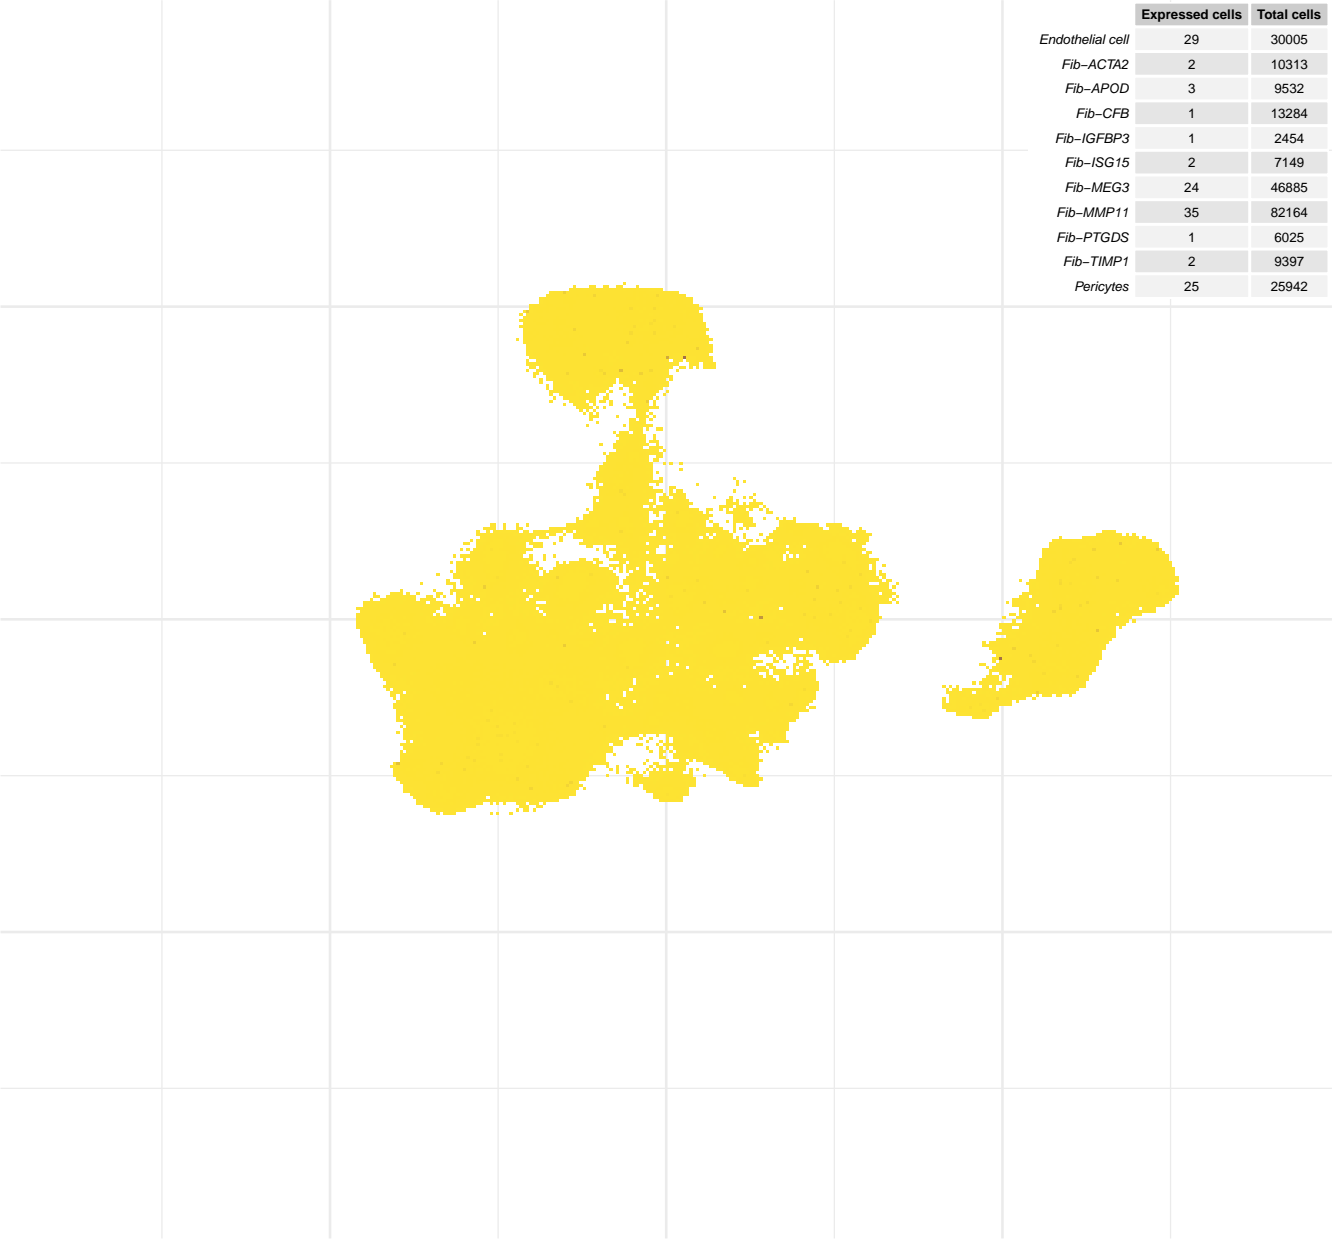 Expressed cells Total cells
Endothelial cell 29 30005
Fib−ACTA2 2 10313
Fib−APOD 3 9532
Fib−CFB 1 13284
Fib−IGFBP3 1 2454
Fib−ISG15 2 7149
Fib−MEG3 24 46885
Fib−MMP11 35 82164
Fib−PTGDS 1 6025
Fib−TIMP1 2 9397
Pericytes 25 25942